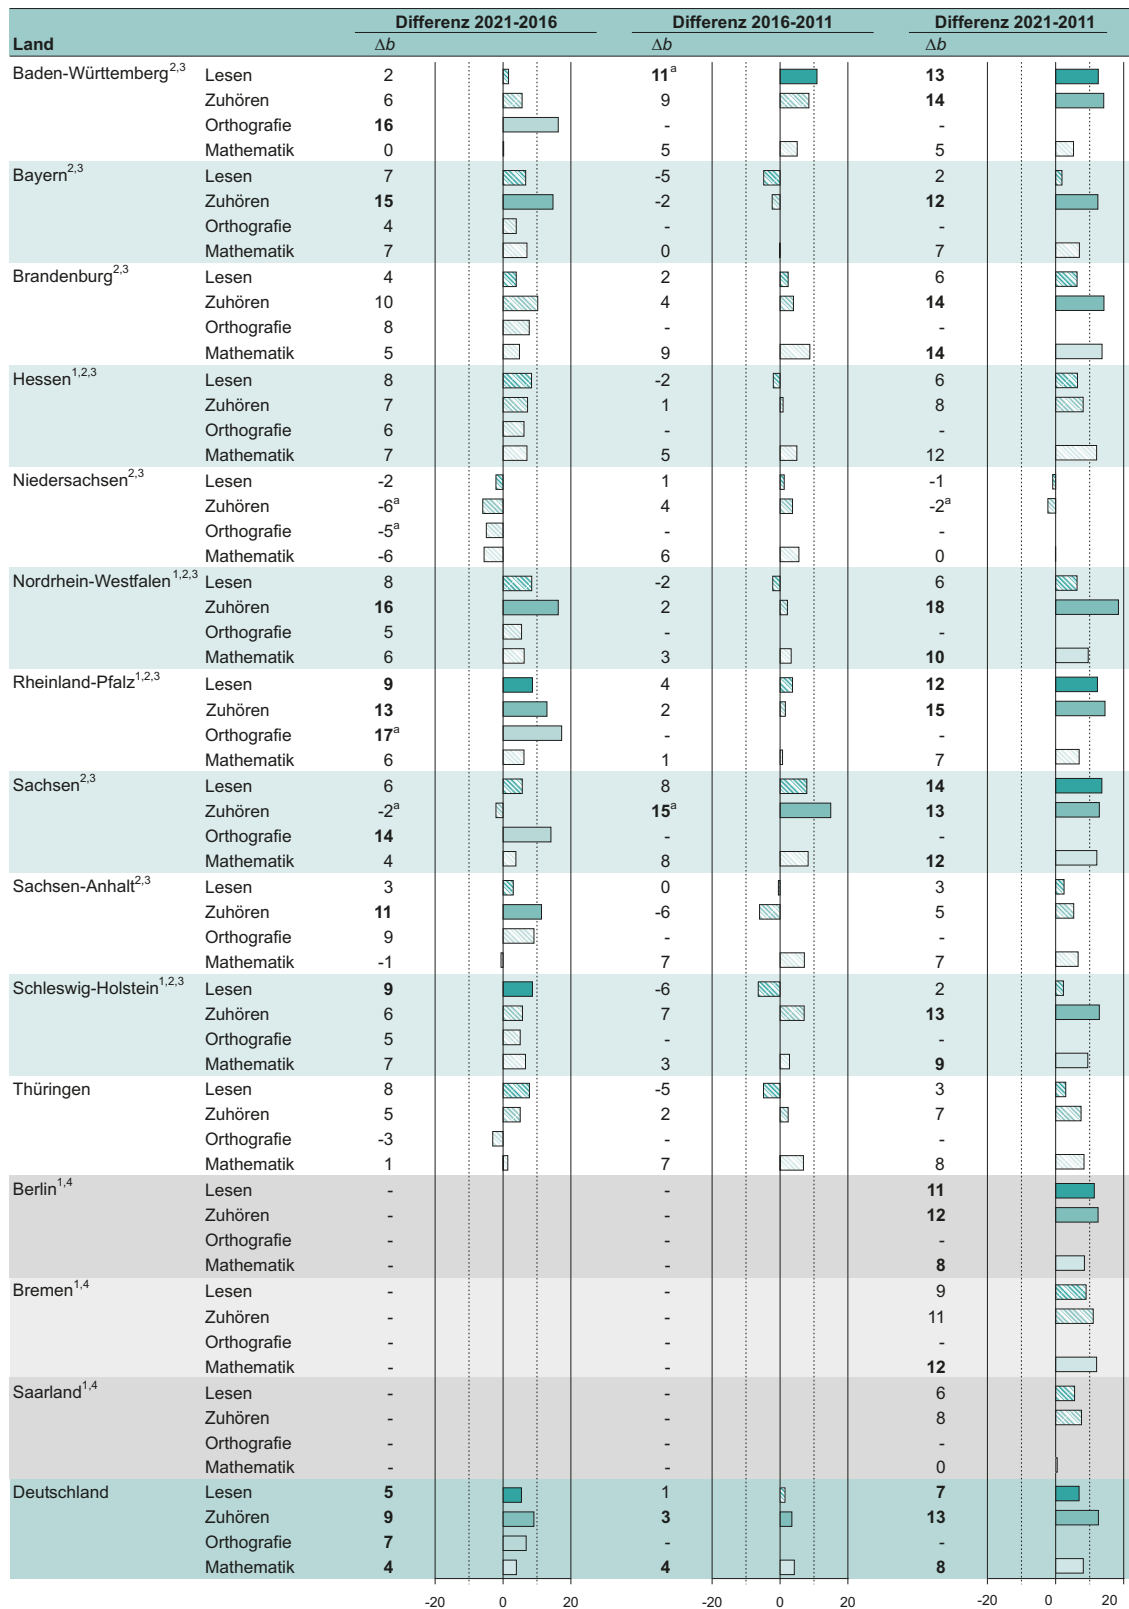 Differenz 2021-2016 Differenz 2016-2011 Differenz 2021-2011
Land Δb Δb Δb
Baden-Württemberg2,3 Lesen 2 11a 13
Zuhören 6 9 14
Orthografie 16 - -
Mathematik 0 5 5
Bayern2,3 Lesen 7 -5 2
Zuhören 15 -2 12
Orthografie 4 - -
Mathematik 7 0 7
Brandenburg2,3 Lesen 4 2 6
Zuhören 10 4 14
Orthografie 8 - -
Mathematik 5 9 14
Hessen1,2,3 Lesen 8 -2 6
Zuhören 7 1 8
Orthografie 6 - -
Mathematik 7 5 12
Niedersachsen2,3 Lesen -2 1 -1
Zuhören -6a 4 -2a
Orthografie -5a - -
Mathematik -6 6 0
Nordrhein-Westfalen1,2,3 Lesen 8 -2 6
Zuhören 16 2 18
Orthografie 5 - -
Mathematik 6 3 10
Rheinland-Pfalz1,2,3 Lesen 9 4 12
Zuhören 13 2 15
Orthografie 17a - -
Mathematik 6 1 7
Sachsen2,3 Lesen 6 8 14
Zuhören -2a 15a 13
Orthografie 14 - -
Mathematik 4 8 12
Sachsen-Anhalt2,3 Lesen 3 0 3
Zuhören 11 -6 5
Orthografie 9 - -
Mathematik -1 7 7
Schleswig-Holstein1,2,3 Lesen 9 -6 2
Zuhören 6 7 13
Orthografie 5 - -
Mathematik 7 3 9
Thüringen Lesen 8 -5 3
Zuhören 5 2 7
Orthografie -3 - -
Mathematik 1 7 8
Berlin1,4 Lesen - - 11
Zuhören - - 12
Orthografie - - -
Mathematik - - 8
Bremen1,4 Lesen - - 9
Zuhören - - 11
Orthografie - - -
Mathematik - - 12
Saarland1,4 Lesen - - 6
Zuhören - - 8
Orthografie - - -
Mathematik - - 0
Deutschland Lesen 5 1 7
Zuhören 9 3 13
Orthografie 7 - -
Mathematik 4 4 8
-20 0 20 -20 0 20 -20 0 20